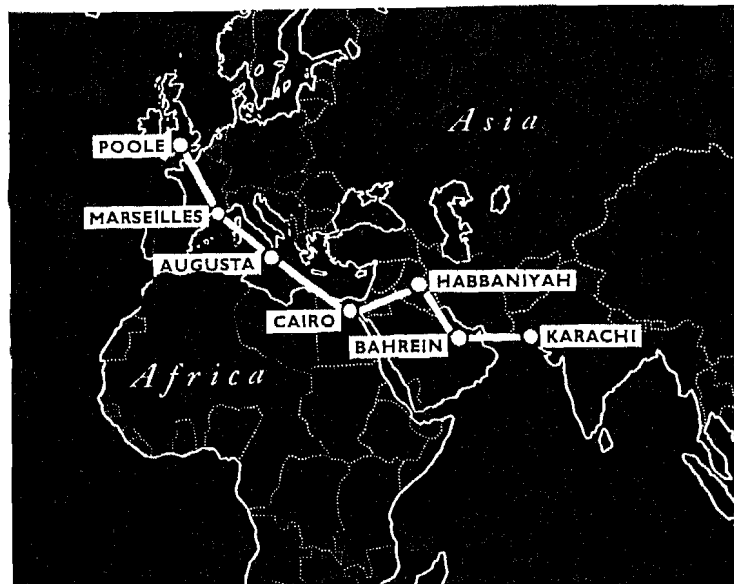 Asia
POOLE
MARSEILLES
AUGUSTA
HABBANIYAH
CAIRO
BAHREIN
KARACHI
Africa